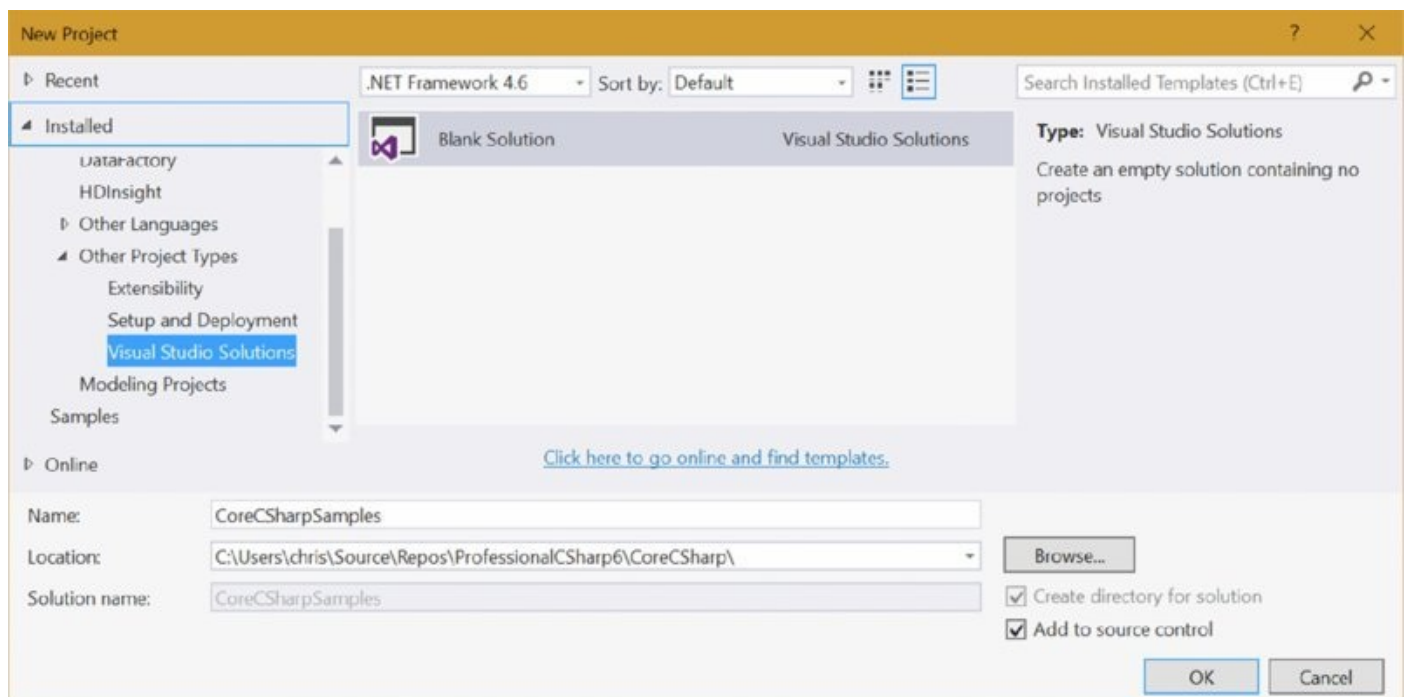 New Project
?
Recent
.NET Framework 4.6
Sort by:
Default
Search Installed Templates (Ctrl+E)
Installed
DataFactory
HDInsight
Other Languages
Other Project Types
Extensibility
Setup and Deployment
Visual Studio Solutions
Modeling Projects
Samples
Online
Blank Solution
Visual Studio Solutions
Type: Visual Studio Solutions
Create an empty solution containing no
projects
Click here to go online and find templates.
Name:
CoreCSharpSamples
Location:
C:\Users\chris\Source\Repos\ProfessionalCSharp6\CoreCSharp\
Browse...
Solution name:
CoreCSharpSamples
Create directory for solution
Add to source control
OK
Cancel